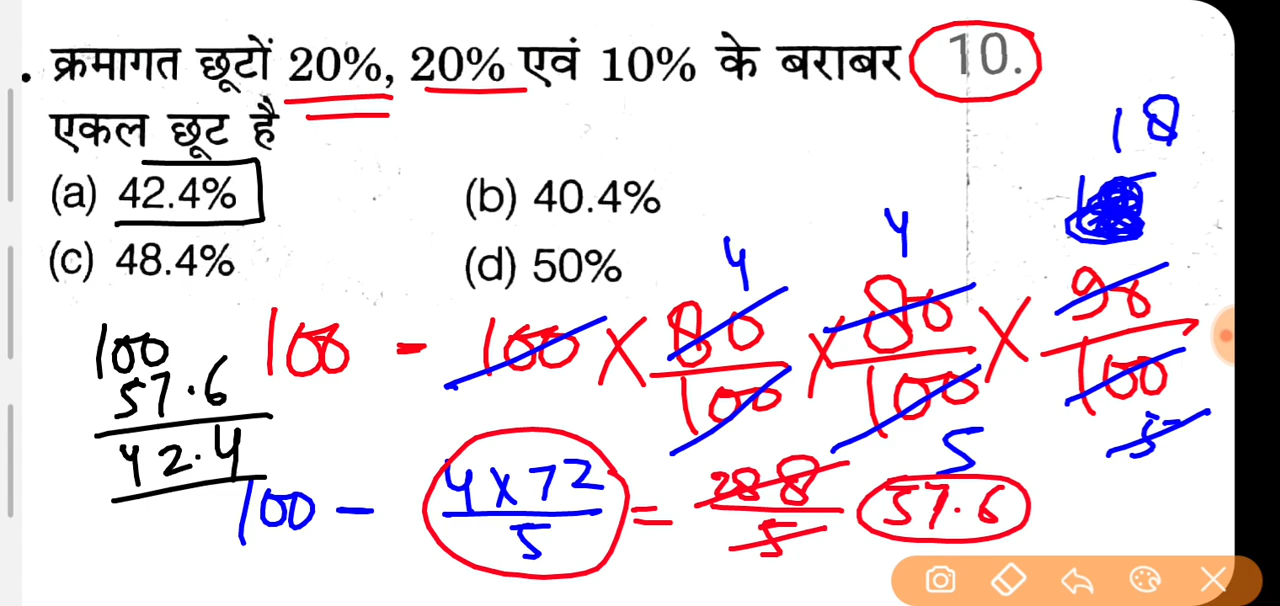 . क्रमागत छूटों 20%, 20% एवं 10% के बराबर 10.
एकल छूट है
18
(a) 42.4% (b) 40.4%
(c) 48.4% (d) 50%
4 4
100 - 100 × 80/100 × 80/100 × 90/100
5 5
100
57.6
42.4
100 - 4 × 72/5 = 288/5 57.6